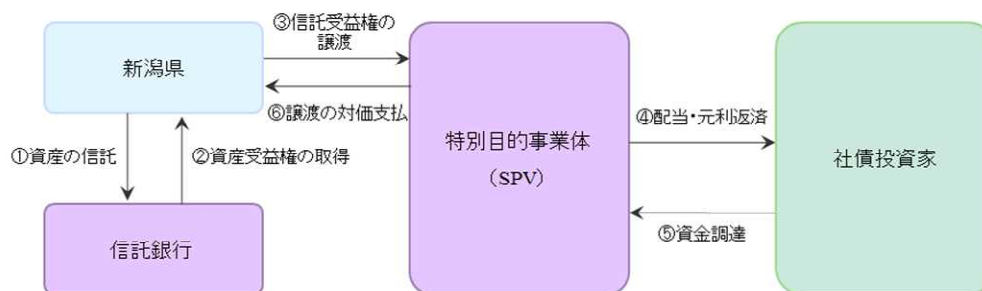 新潟県
①資産の信託
②資産受益権の取得
信託銀行
③信託受益権の
譲渡
⑥譲渡の対価支払
特別目的事業体
（SPV）
④配当・元利返済
⑤資金調達
社債投資家